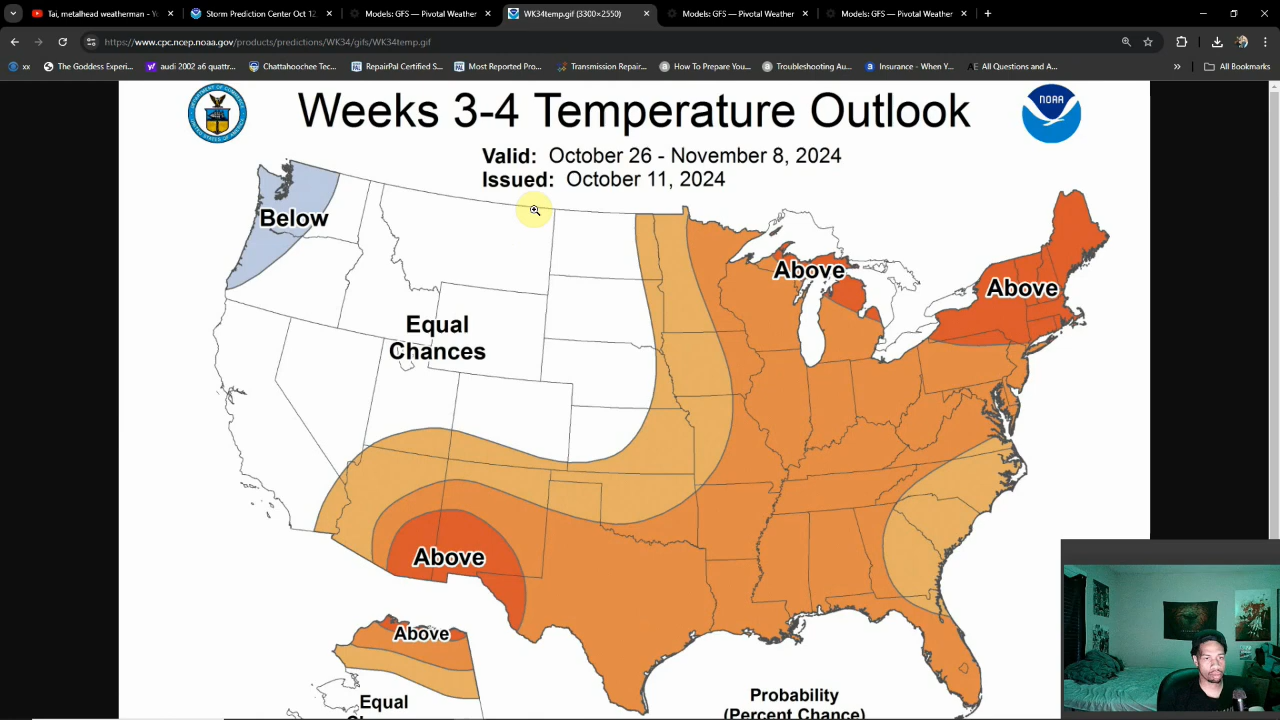 Tai, metalhead weatherman - Yo
Storm Prediction Center Oct 12
Models: GFS — Pivotal Weather
WK34temp.gif (3300×2550)
Models: GFS — Pivotal Weather
Models: GFS — Pivotal Weather
https://www.cpc.ncep.noaa.gov/products/predictions/WK34/gifs/WK34temp.gif
xx
The Goddess Experi...
audi 2002 a6 quattr...
Chattahoochee Tec...
RepairPal Certified S...
Most Reported Pro...
Transmission Repair...
How To Prepare You...
Troubleshooting Au...
Insurance - When Y...
All Questions and A...
All Bookmarks
Weeks 3-4 Temperature Outlook
NOAA
Valid: October 26 - November 8, 2024
Issued: October 11, 2024
Below
Above
Above
Equal
Chances
Above
Above
Equal
Probability
(Percent Chance)